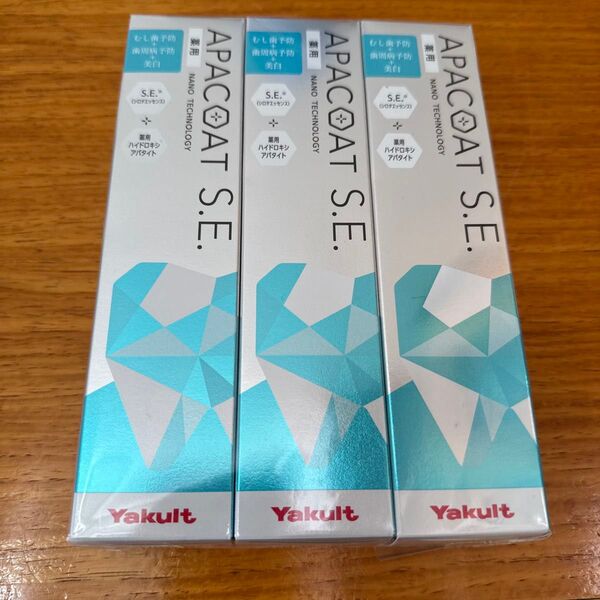 むし歯予防
+
歯周病予防
+
美白
薬用
APACOAT S.E.
NANO TECHNOLOGY
S.E.※
(シロタエッセンス)
+
薬用
ハイドロキシ
アパタイト
Yakult
むし歯予防
+
歯周病予防
+
美白
薬用
APACOAT S.E.
NANO TECHNOLOGY
S.E.※
(シロタエッセンス)
+
薬用
ハイドロキシ
アパタイト
Yakult
むし歯予防
+
歯周病予防
+
美白
薬用
APACOAT S.E.
NANO TECHNOLOGY
S.E.※
(シロタエッセンス)
+
薬用
ハイドロキシ
アパタイト
Yakult